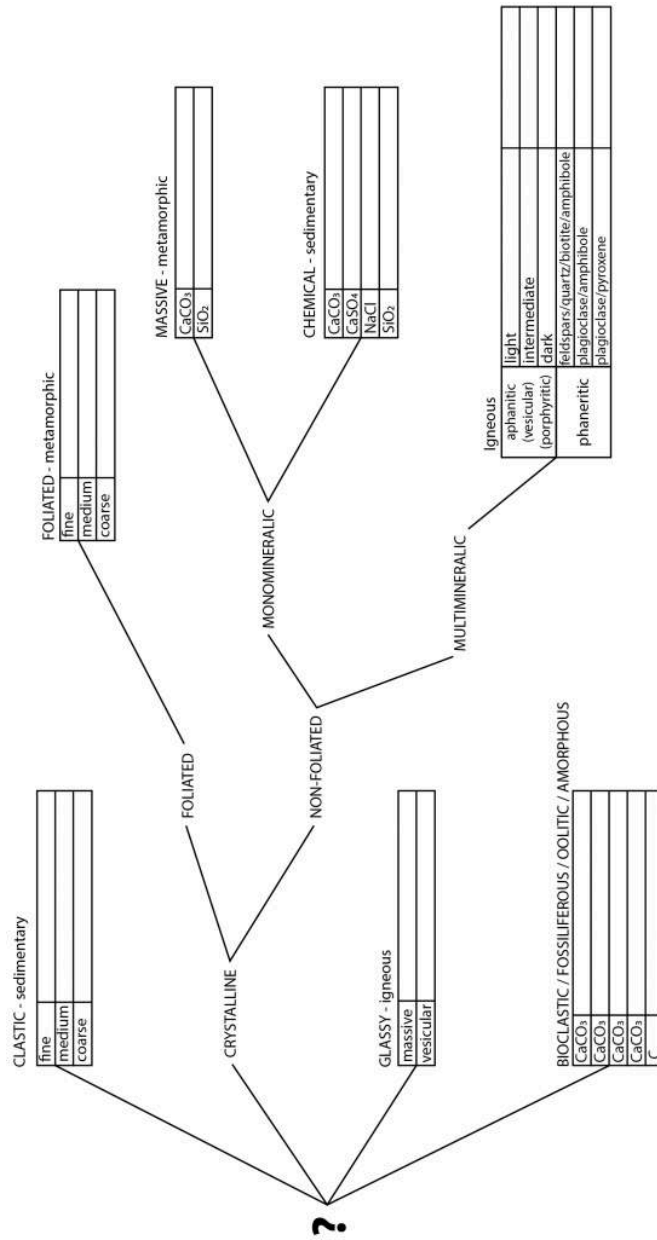 ?
CLASTIC - sedimentary
fine
medium
coarse
CRYSTALLINE
FOLIATED
FOLIATED - metamorphic
fine
medium
coarse
NON-FOLIATED
MONOMINERALIC
MASSIVE - metamorphic
CaCO₃
SiO₂
CHEMICAL - sedimentary
CaCO₃
CaSO₄
NaCl
SiO₂
MULTIMINERALIC
Igneous
aphanitic
(vesicular)
(porphyritic)
light
intermediate
dark
phaneritic
feldspars/quartz/biotite/amphibole
plagioclase/amphibole
plagioclase/pyroxene
GLASSY - igneous
massive
vesicular
BIOCLASTIC / FOSSILIFEROUS / OOLITIC / AMORPHOUS
CaCO₃
CaCO₃
CaCO₃
CaCO₃
C